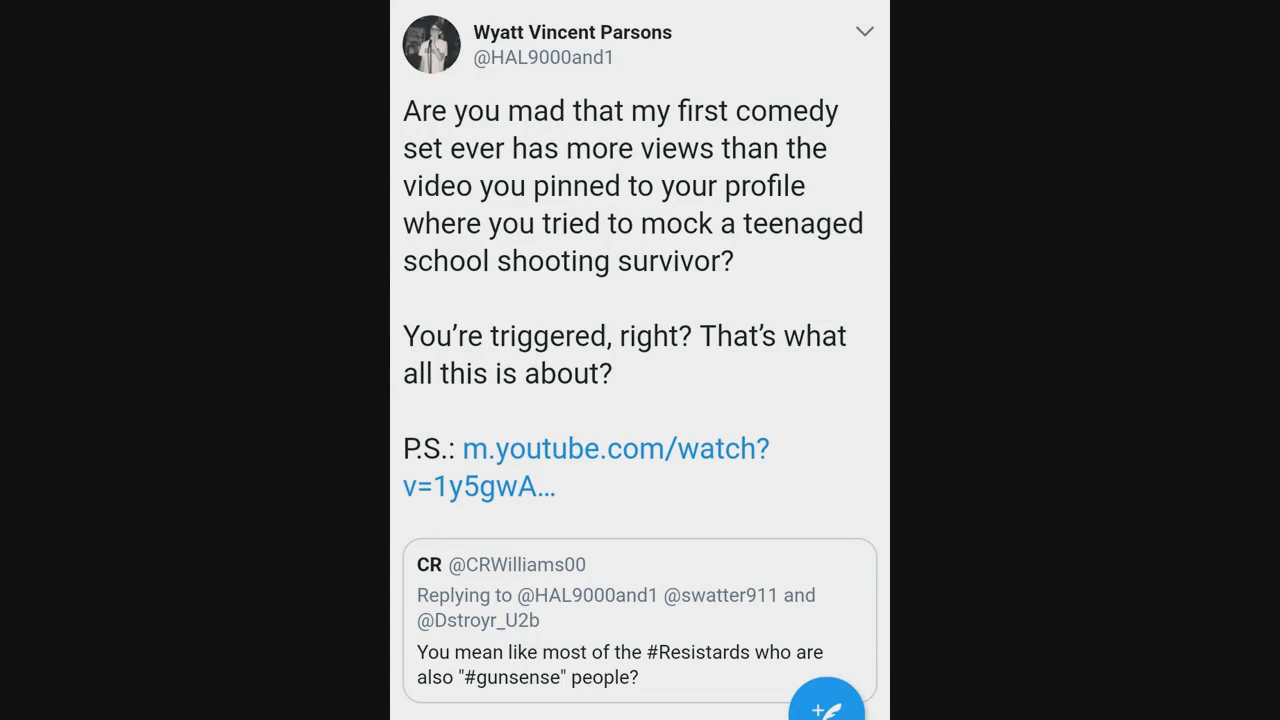 Wyatt Vincent Parsons
@HAL9000and1
Are you mad that my first comedy
set ever has more views than the
video you pinned to your profile
where you tried to mock a teenaged
school shooting survivor?
You’re triggered, right? That’s what
all this is about?
P.S.: m.youtube.com/watch?
v=1y5gwA…
CR @CRWilliams00
Replying to @HAL9000and1 @swatter911 and
@Dstroyr_U2b
You mean like most of the #Resistards who are
also "#gunsense" people?